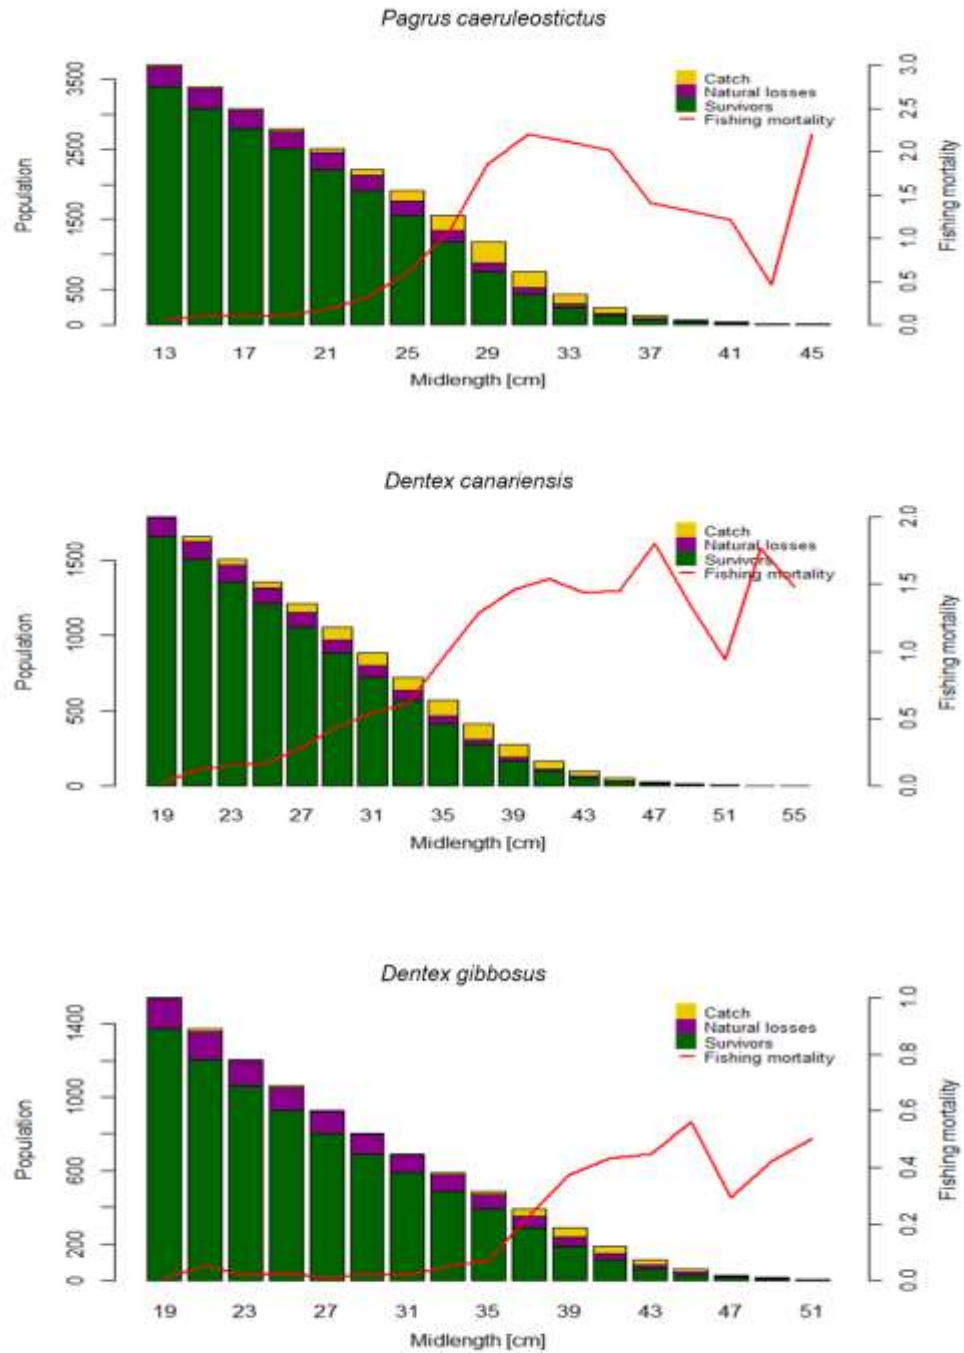 Pagrus caeruleostictus
Catch
Natural losses
Survivors
Fishing mortality
Population
0 500 1500 2500 3500
Fishing mortality
0.0 0.5 1.0 1.5 2.0 2.5 3.0
13 17 21 25 29 33 37 41 45
Midlength [cm]
Dentex canariensis
Catch
Natural losses
Survivors
Fishing mortality
Population
0 500 1000 1500
Fishing mortality
0.0 0.5 1.0 1.5 2.0
19 23 27 31 35 39 43 47 51 55
Midlength [cm]
Dentex gibbosus
Catch
Natural losses
Survivors
Fishing mortality
Population
0 200 600 1000 1400
Fishing mortality
0.0 0.2 0.4 0.6 0.8 1.0
19 23 27 31 35 39 43 47 51
Midlength [cm]